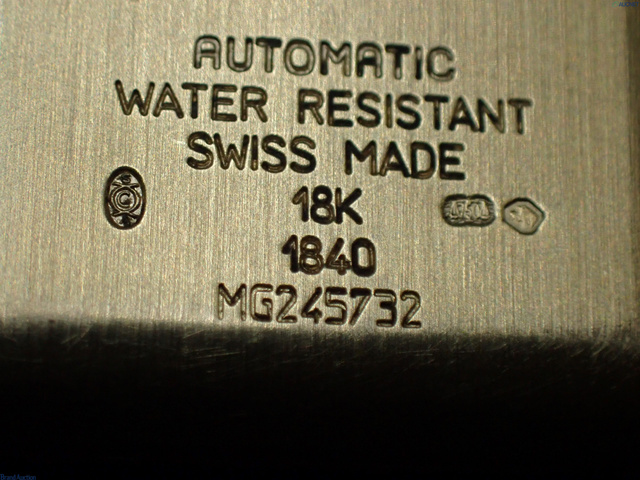 AUTOMATIC
WATER RESISTANT
SWISS MADE
18K
1840
MG245732